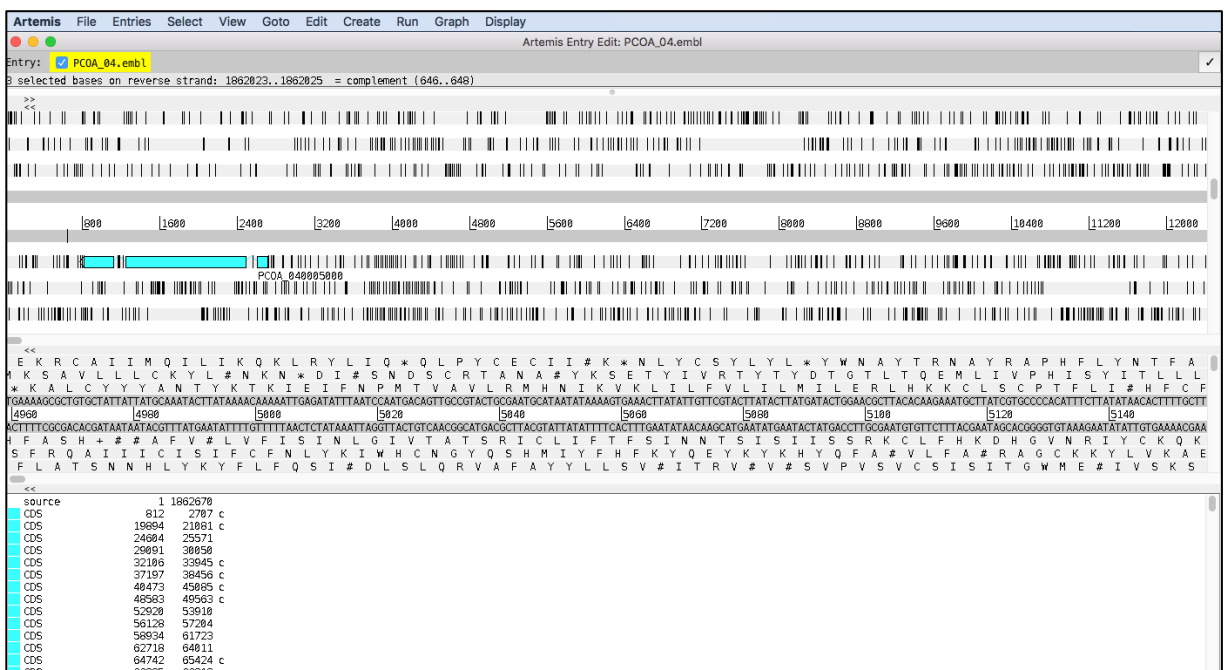 Artemis File Entries Select View Goto Edit Create Run Graph Display
Artemis Entry Edit: PCOA_04.embl
Entry: PCOA_04.embl
3 selected bases on reverse strand: 1862023..1862025 = complement (646..648)
>>
<<
800 1600 2400 3200 4000 4800 5600 6400 7200 8000 8800 9600 10400 11200 12000
PCOA_040005000
<<
E K R C A I I M Q I L I K Q K L R Y L I Q * Q L P Y C E C I I # K * N L Y C S Y L Y L * Y W N A Y T R N A Y R A P H F L Y N T F A
K S A V L L L C K Y L # N K N * D I # S N D S C R T A N A # Y K S E T Y I V R T Y T Y D T G T L T Q E M L I V P H I S Y I T L L L
* K A L C Y Y Y A N T Y K T K I E I F N P M T V A V L R M H N I K V K L I L F V L I L M I L E R L H K K C L S C P T F L I # H F C F
TGAAAAGCGCTGTGCTATTATTATGCAAATACTTATAAAACAAAAATTGAGATATTTAATCCAATGACAGTTGCCGTACTGCGAATGCATAATATAAAAGTGAAACTTATATTGTTCGTACTTATACTTATGATACTGGAACGCTTACACAAGAAATGCTTATCGTGCCCCACATTTCTTATATAACACTTTTGCTT
4960 4980 5000 5020 5040 5060 5080 5100 5120 5140
ACTTTTCGCGACACGATAATAATACGTTTATGAATATTTTGTTTTTAACTCTATAAATTAGGTTACTGTCAACGGCATGACGCTTACGTATTATATTTTCACTTTGAATATAACAAGCATGAATATGAATACTATGACCTTGCGAATGTGTTCTTTACGAATAGCACGGGGTGTAAAGAATATATTGTGAAAACGAA
H F A S H + # # A F V # L V F I S I N L G I V T A T S R I C L I F T F S I N N T S I S I I S S R K C L F H K D H G V N R I Y C K Q K
S F R Q A I I I C I S I F C F N L Y K I W H C N G Y Q S H M I Y F H F K Y Q E Y K Y K H Y Q F A # V L F A # R A G C K K Y L V K A E
F L A T S N N H L Y K Y F L F Q S I # D L S L Q R V A F A Y Y L L S V # I T R V # V # S V P V S V C S I S I T G W M E # I V S K S
<<
source 1 1862670
CDS 812 2707 c
CDS 19894 21081 c
CDS 24604 25571
CDS 29091 30050
CDS 32106 33945 c
CDS 37197 38456 c
CDS 40473 45085 c
CDS 48583 49563 c
CDS 52920 53910
CDS 56128 57204
CDS 58934 61723
CDS 62718 64011
CDS 64742 65424 c